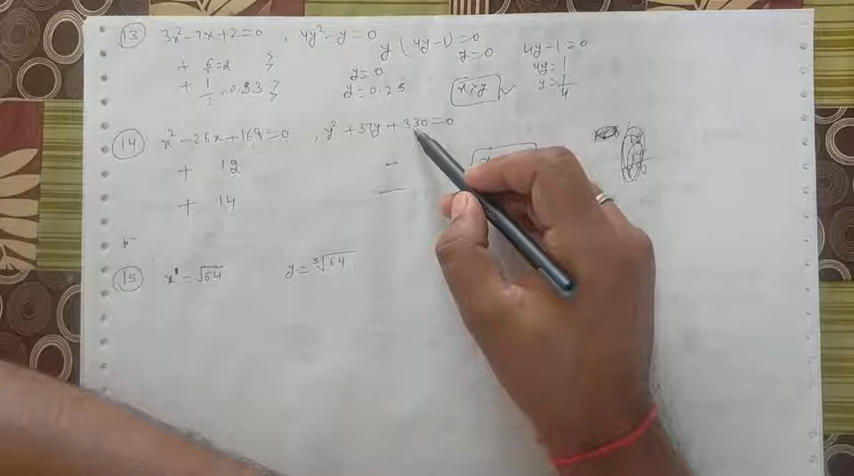 13 3x²-7x+2=0 , 4y²-y=0
y(4y-1)=0
y=0 4y-1=0
+ 6/3=2 y=0 4y=1
+ 1/3 0.33 y=0.25 x>y ✓ y=1/4
14 x²-26x+168=0 , y²+37y+330=0
+ 12 -
+ 14 -
15 x=√64 y=∛64